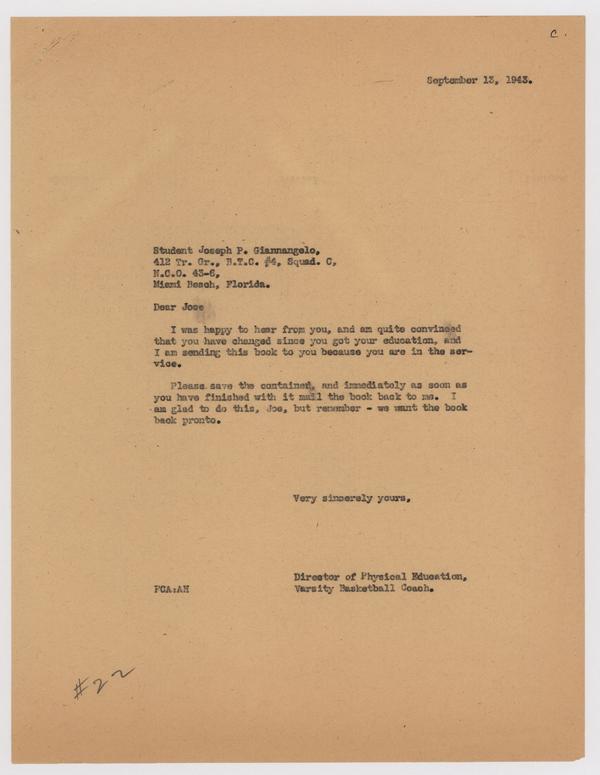 C.
September 13, 1943.
Student Joseph P. Giannangelo,
412 Tr. Gr., B.T.C. #4, Squad. C,
N.C.O. 43-6,
Miami Beach, Florida.
Dear Joe:
I was happy to hear from you, and am quite convinced
that you have changed since you got your education, and
I am sending this book to you because you are in the ser-
vice.
Please save the container, and immediately as soon as
you have finished with it mail the book back to me. I
am glad to do this, Joe, but remember - we want the book
back pronto.
Very sincerely yours,
Director of Physical Education,
FCA:AH Varsity Basketball Coach.
#22